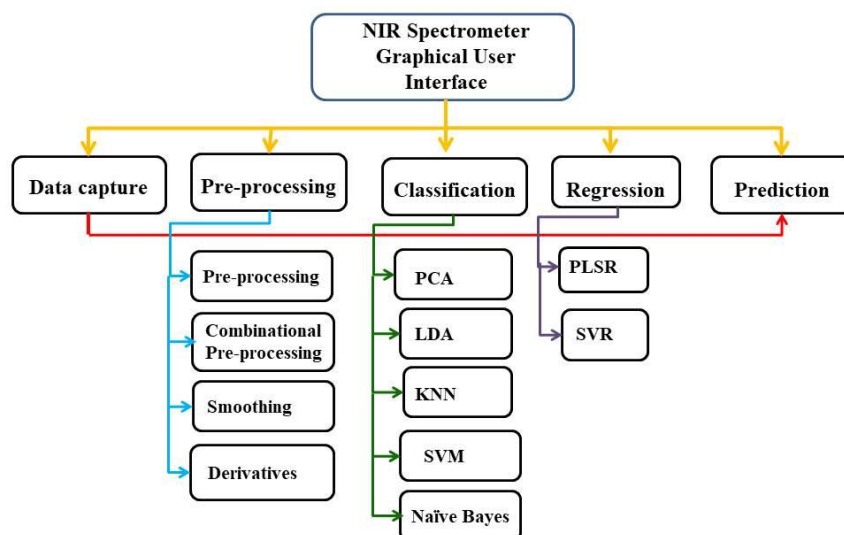 NIR Spectrometer
Graphical User
Interface
Data capture
Pre-processing
Classification
Regression
Prediction
Pre-processing
Combinational
Pre-processing
Smoothing
Derivatives
PCA
LDA
KNN
SVM
Naïve Bayes
PLSR
SVR